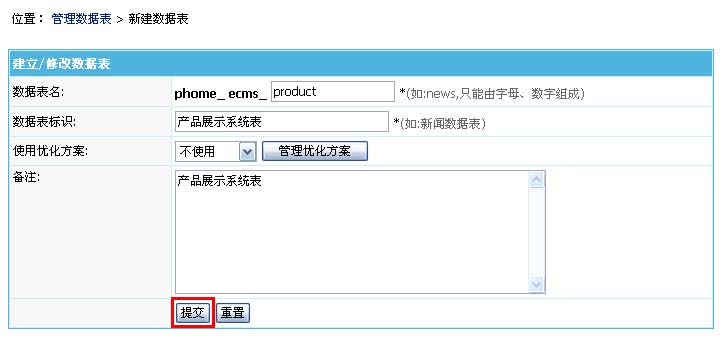 位置： 管理数据表 > 新建数据表
建立/修改数据表
数据表名: phome_ ecms_ product *(如:news,只能由字母、数字组成)
数据表标识: 产品展示系统表 *(如:新闻数据表)
使用优化方案: 不使用 管理优化方案
备注: 产品展示系统表
提交 重置